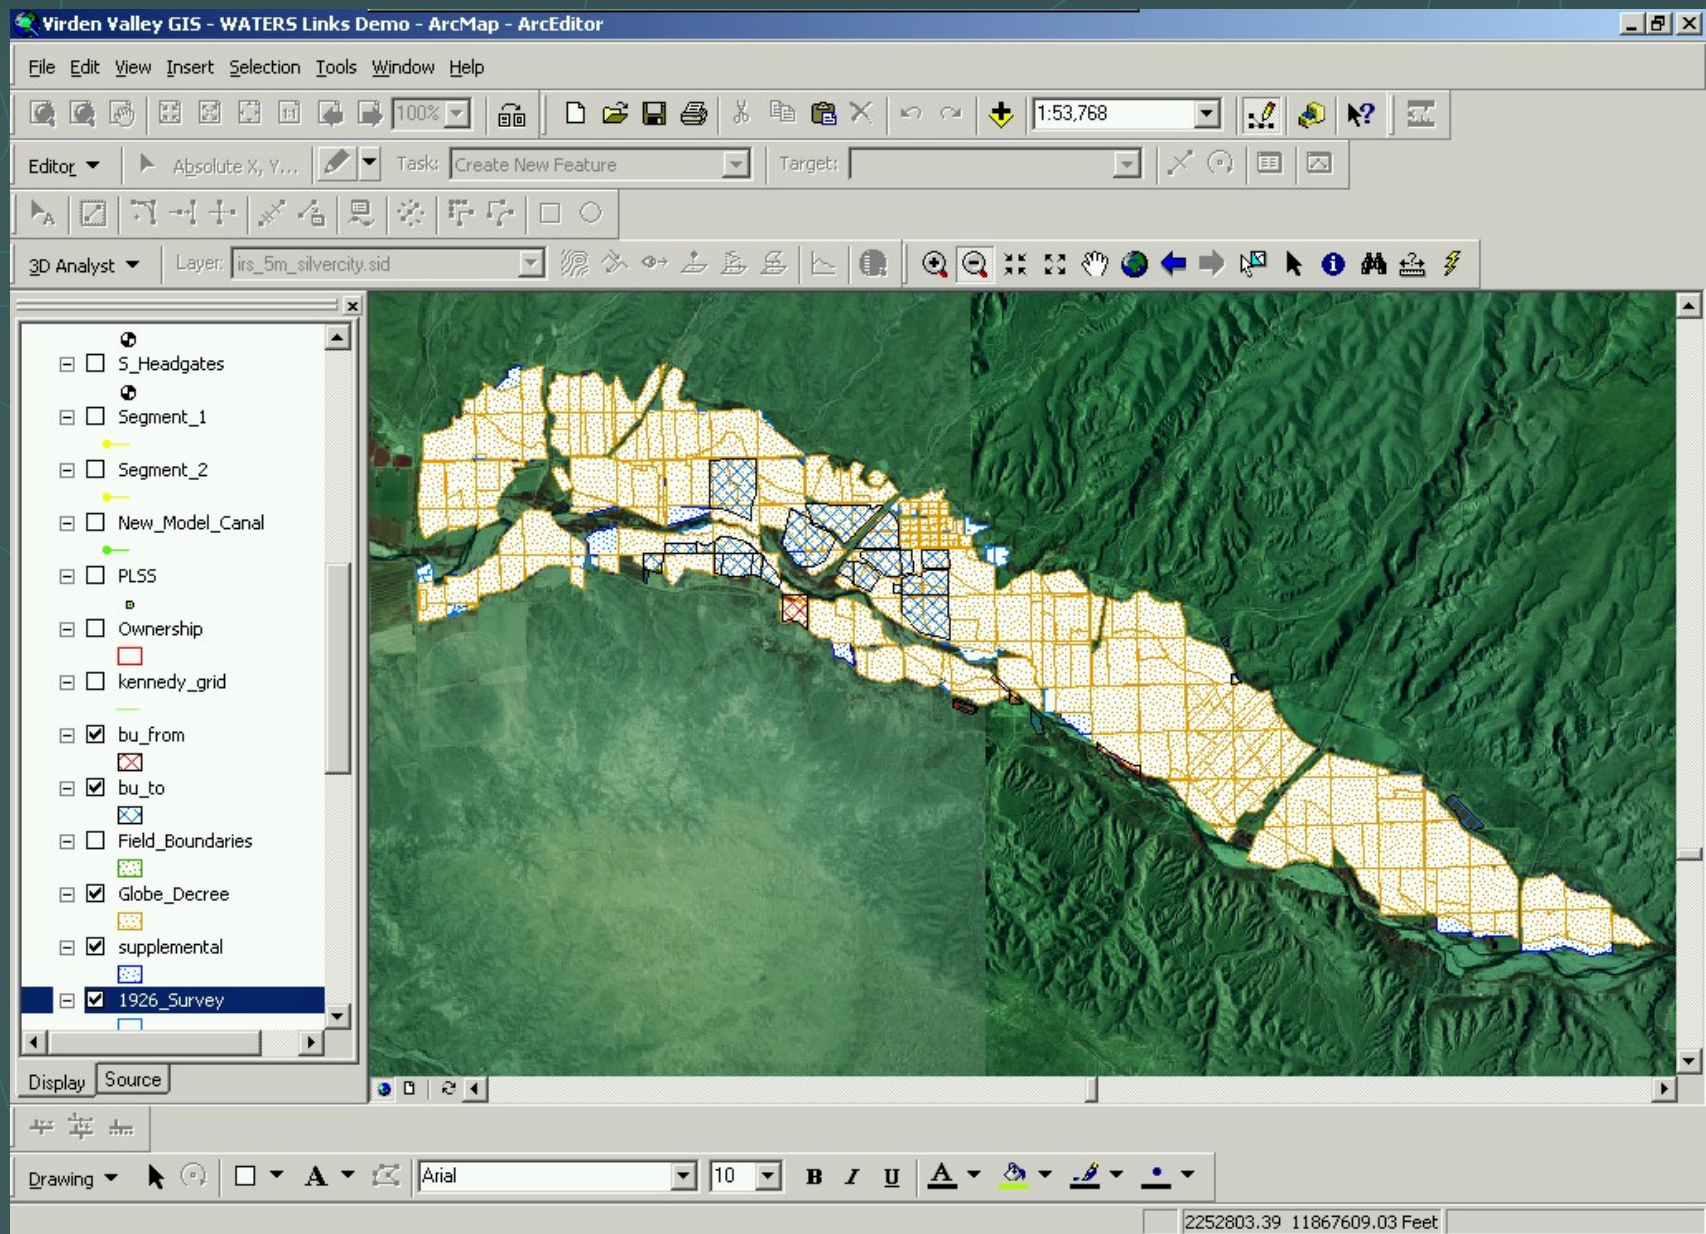 Virden Valley GIS - WATERS Links Demo - ArcMap - ArcEditor
File Edit View Insert Selection Tools Window Help
100% 1:53,768
Editor Absolute X, Y... Task: Create New Feature Target:
3D Analyst Layer: irs_5m_silvercity.sid
S_Headgates
Segment_1
Segment_2
New_Model_Canal
PLSS
Ownership
kennedy_grid
bu_from
bu_to
Field_Boundaries
Globe_Decree
supplemental
1926_Survey
Display Source
Drawing A Arial 10 B I U A
2252803.39 11867609.03 Feet